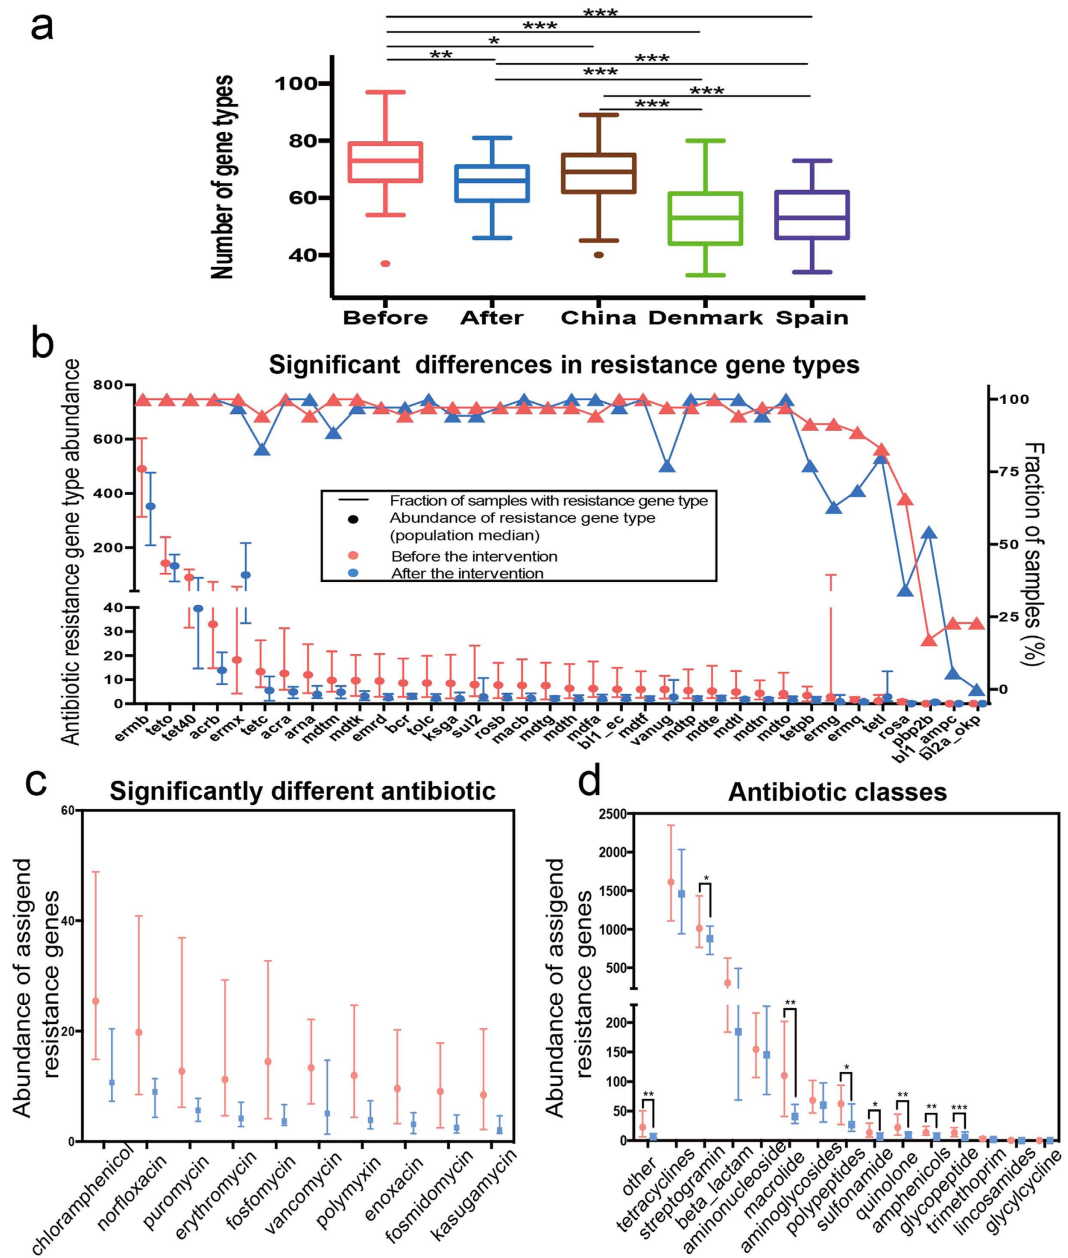 a
***
***
*
**
***
***
***
***
Number of gene types
100
80
60
40
Before After China Denmark Spain
b
Significant differences in resistance gene types
Antibiotic resistance gene type abundance
800
600
400
200
40
30
20
10
0
Fraction of samples (%)
100
75
50
25
0
Fraction of samples with resistance gene type
Abundance of resistance gene type
(population median)
Before the intervention
After the intervention
ermb
teto
tet40
acrb
ermx
tetc
acra
arna
mdtm
mdtk
emrd
bcr
tolc
ksga
sul2
rosb
macb
mdtg
mdth
mdfa
bl1_ec
mdtf
vanug
mdtp
mdte
mdtl
mdtn
mdto
tetpb
ermg
ermq
tetl
rosa
pbp2b
bl1_ampc
bl2a_okp
c
Significantly different antibiotic
Abundance of assigend
resistance genes
60
40
20
0
chloramphenicol
norfloxacin
puromycin
erythromycin
fosfomycin
vancomycin
polymyxin
enoxacin
fosmidomycin
kasugamycin
d
Antibiotic classes
Abundance of assigend
resistance genes
2500
2000
1500
1000
500
200
150
100
50
0
**
*
**
*
*
**
**
***
other
tetracyclines
streptogramin
beta_lactam
aminonucleoside
macrolide
aminoglycosides
polypeptides
sulfonamide
quinolone
amphenicols
glycopeptide
trimethoprim
lincosamides
glycylcycline